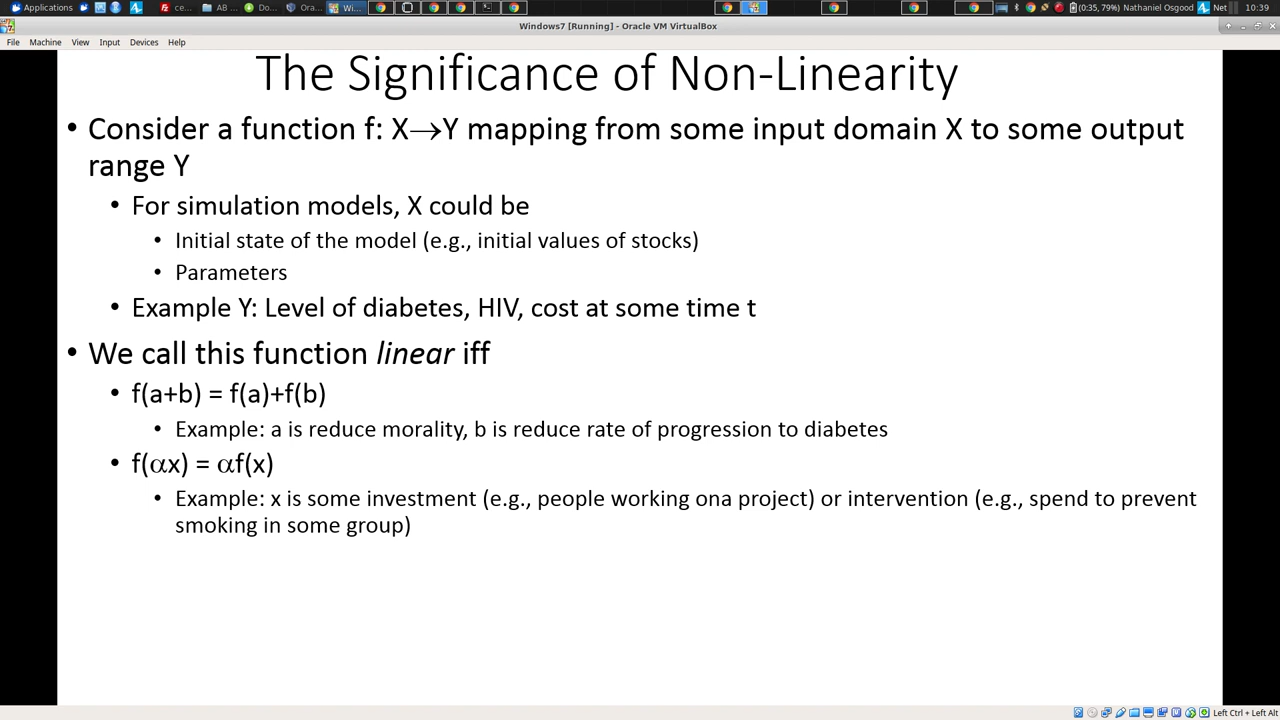 Applications
ce...
AB ...
Do...
Ora...
Wi...
(0:35, 79%)
Nathaniel Osgood
Net
10:39
Windows7 [Running] - Oracle VM VirtualBox
File Machine View Input Devices Help
The Significance of Non-Linearity
• Consider a function f: X→Y mapping from some input domain X to some output
range Y
• For simulation models, X could be
• Initial state of the model (e.g., initial values of stocks)
• Parameters
• Example Y: Level of diabetes, HIV, cost at some time t
• We call this function linear iff
• f(a+b) = f(a)+f(b)
• Example: a is reduce morality, b is reduce rate of progression to diabetes
• f(αx) = αf(x)
• Example: x is some investment (e.g., people working ona project) or intervention (e.g., spend to prevent
smoking in some group)
Left Ctrl + Left Alt